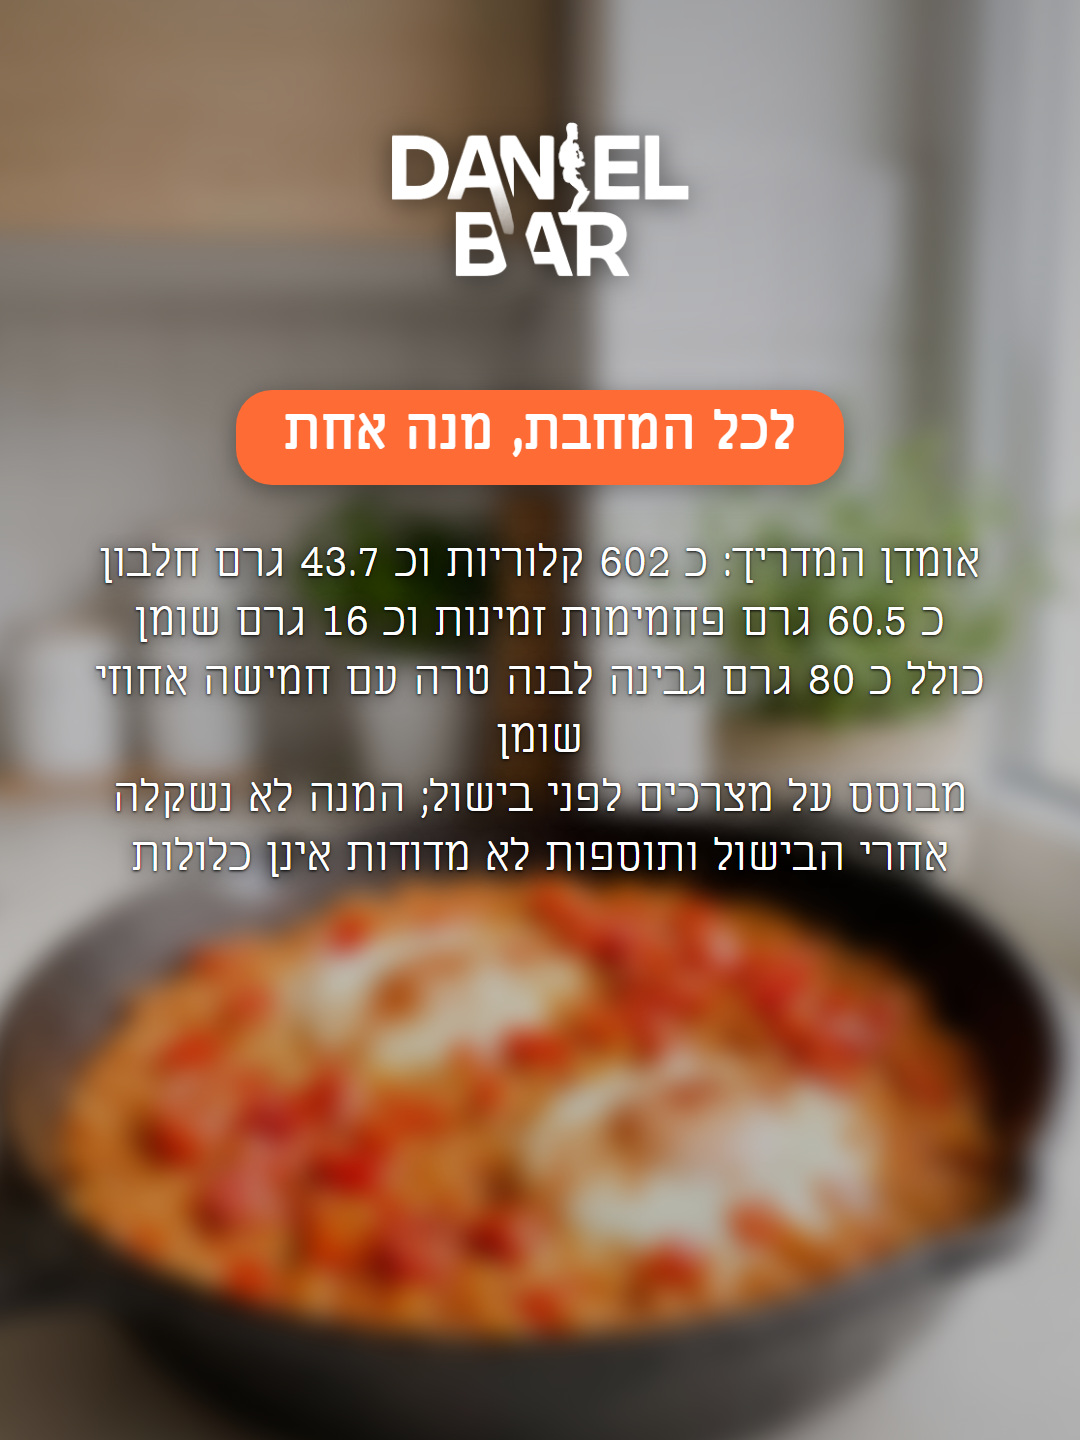 DANIEL
BAR
לכל המחבת, מנה אחת
אומדן המדריך: כ 602 קלוריות וכ 43.7 גרם חלבון
כ 60.5 גרם פחמימות זמינות וכ 16 גרם שומן
כולל כ 80 גרם גבינה לבנה טרה עם חמישה אחוזי
שומן
מבוסס על מצרכים לפני בישול; המנה לא נשקלה
אחרי הבישול ותוספות לא מדודות אינן כלולות